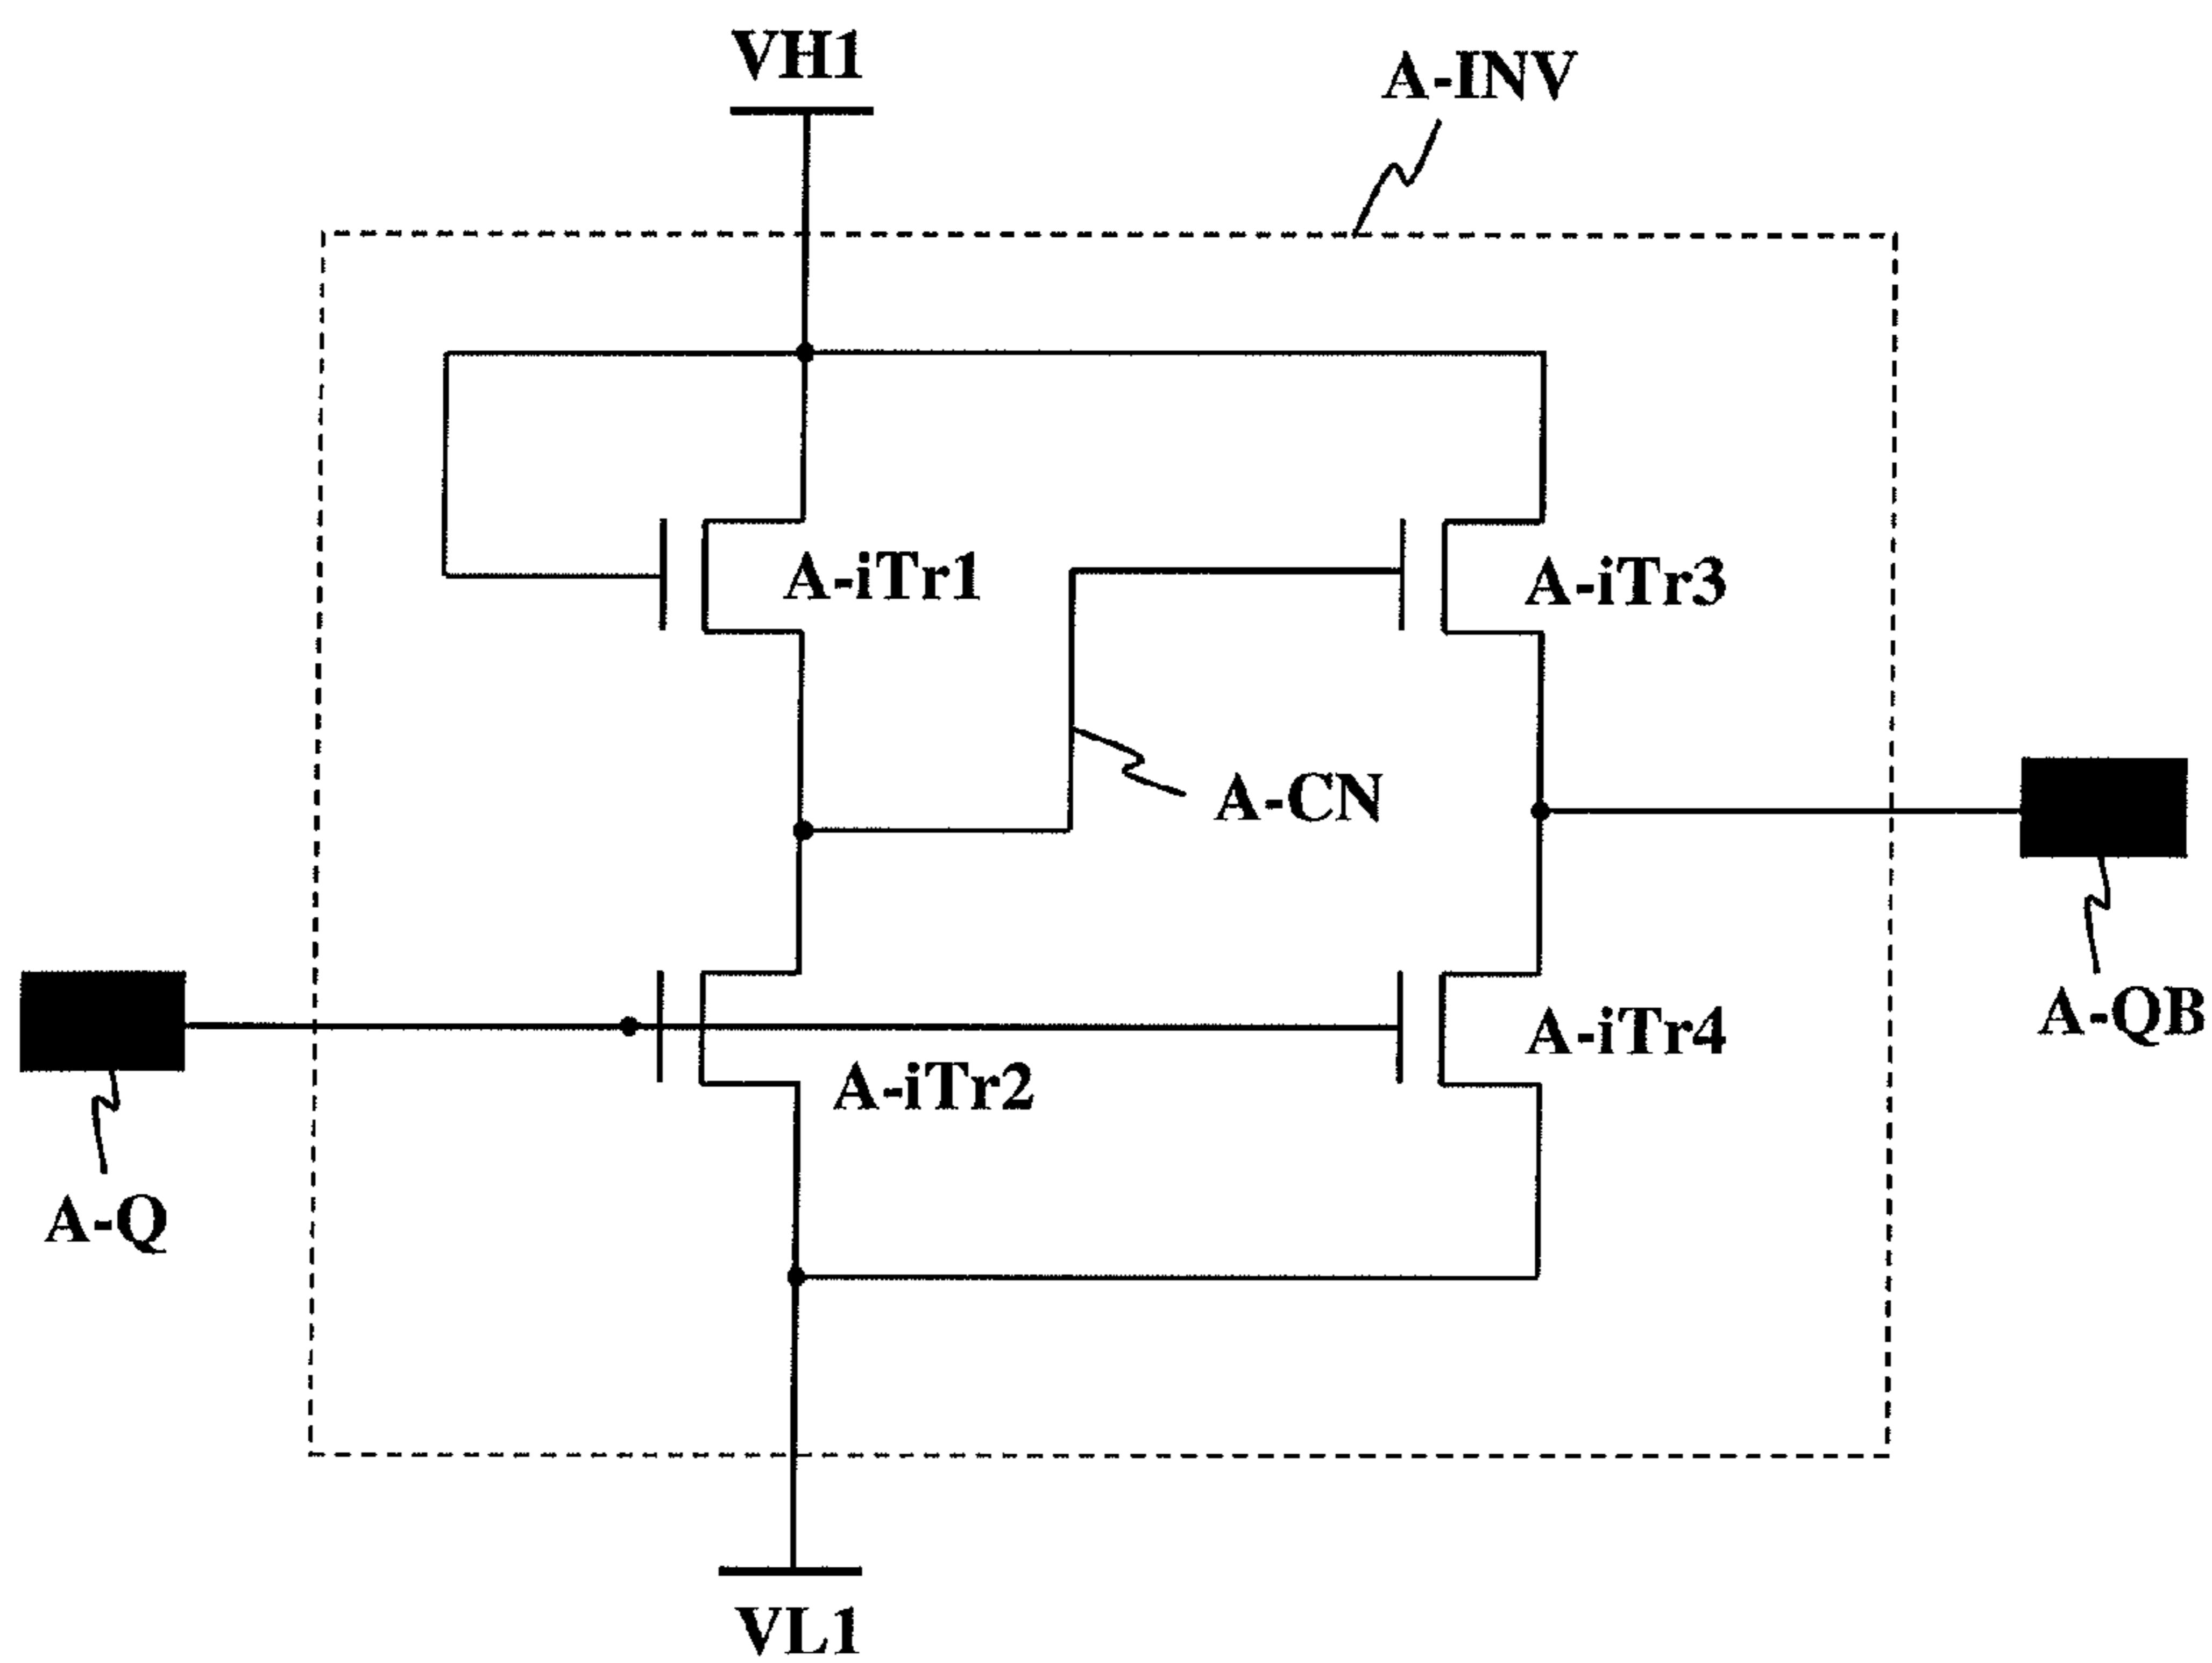 VH1
A-INV
A-iTr1
A-iTr3
A-CN
A-QB
A-iTr4
A-iTr2
A-Q
VL1